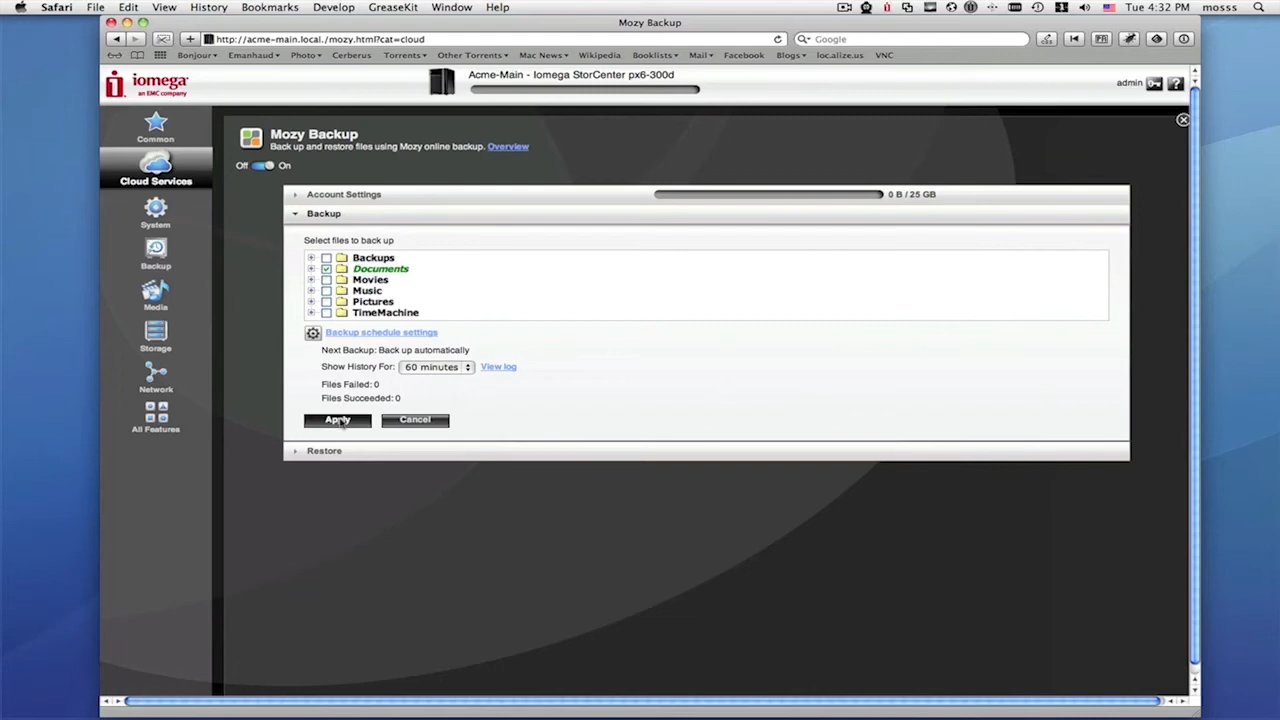 Safari File Edit View History Bookmarks Develop GreaseKit Window Help Tue 4:32 PM mosss
Mozy Backup
http://acme-main.local./mozy.html?cat=cloud Google
Bonjour Emanhaud Photo Cerberus Torrents Other Torrents Mac News Wikipedia Booklists Mail Facebook Blogs loc.alize.us VNC
iomega
an EMC company
Acme-Main - Iomega StorCenter px6-300d
admin
Common
Cloud Services
System
Backup
Media
Storage
Network
All Features
Mozy Backup
Back up and restore files using Mozy online backup. Overview
Off On
Account Settings 0 B / 25 GB
Backup
Select files to back up
Backups
Documents
Movies
Music
Pictures
TimeMachine
Backup schedule settings
Next Backup: Back up automatically
Show History For: 60 minutes View log
Files Failed: 0
Files Succeeded: 0
Apply Cancel
Restore